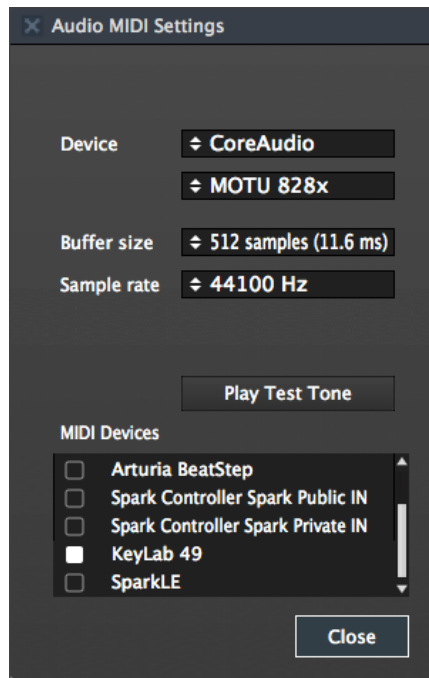 Audio MIDI Settings
Device CoreAudio
MOTU 828x
Buffer size 512 samples (11.6 ms)
Sample rate 44100 Hz
Play Test Tone
MIDI Devices
Arturia BeatStep
Spark Controller Spark Public IN
Spark Controller Spark Private IN
KeyLab 49
SparkLE
Close